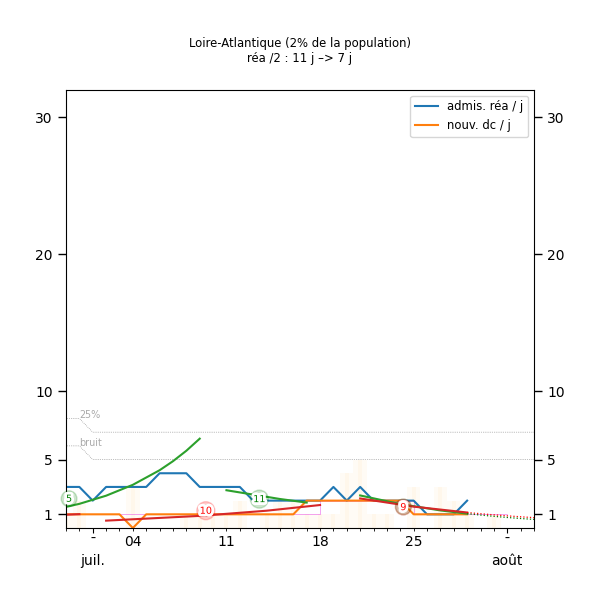 Loire-Atlantique (2% de la population)
réa /2 : 11 j –> 7 j
admis. réa / j
nouv. dc / j
30
30
20
20
10
10
25%
bruit
5
5
5
11
10
9
1
1
- 04 11 18 25 -
juil. août